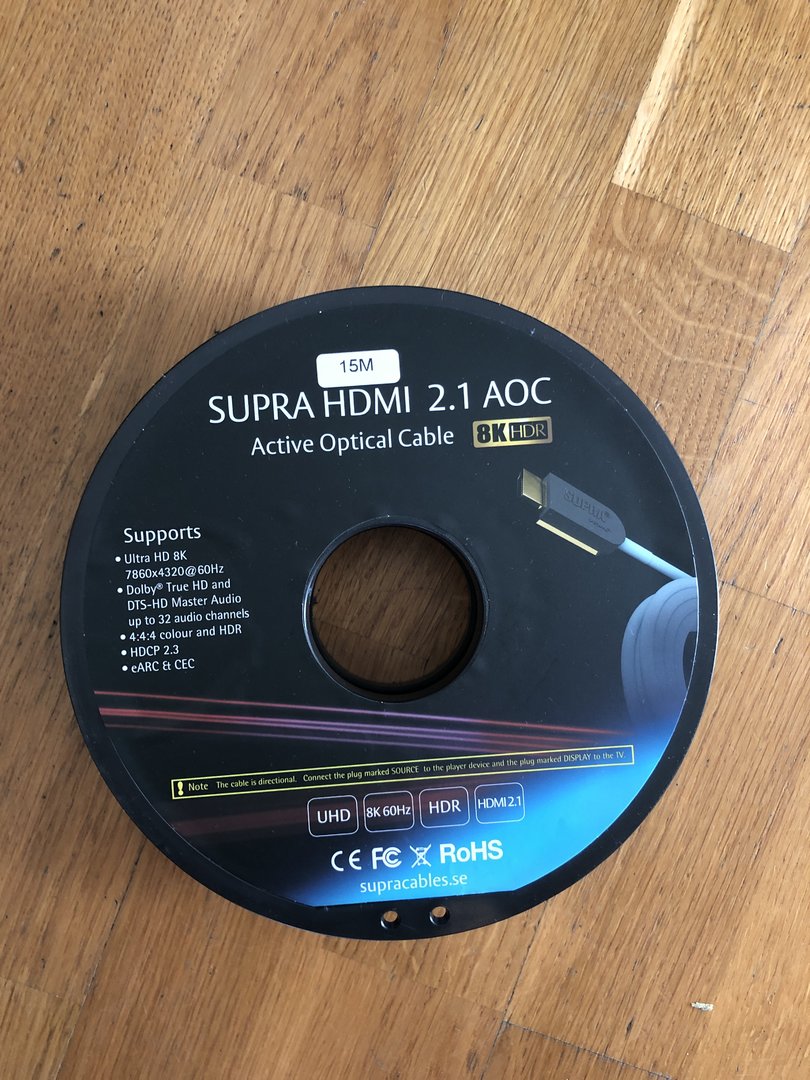 15M
SUPRA HDMI 2.1 AOC
Active Optical Cable 8K HDR
SUPRA
Supports
• Ultra HD 8K
7860x4320@60Hz
• Dolby® True HD and
DTS-HD Master Audio
up to 32 audio channels
• 4:4:4 colour and HDR
• HDCP 2.3
• eARC & CEC
! Note The cable is directional. Connect the plug marked SOURCE to the player device and the plug marked DISPLAY to the TV.
UHD 8K 60Hz HDR HDMI 2.1
CE FC RoHS
supracables.se